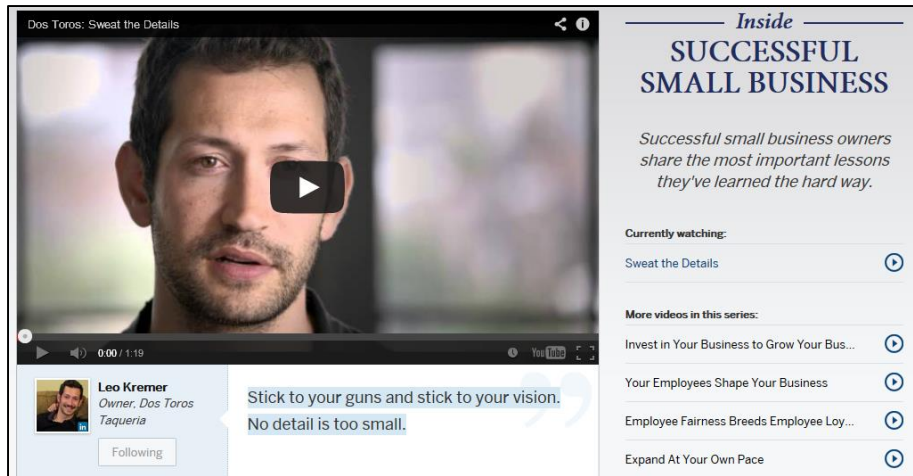 Dos Toros: Sweat the Details
0:00 / 1:19
YouTube
Leo Kremer
Owner, Dos Toros
Taqueria
in
Following
Stick to your guns and stick to your vision.
No detail is too small.
Inside
SUCCESSFUL
SMALL BUSINESS
Successful small business owners
share the most important lessons
they've learned the hard way.
Currently watching:
Sweat the Details
More videos in this series:
Invest in Your Business to Grow Your Bus...
Your Employees Shape Your Business
Employee Fairness Breeds Employee Loy...
Expand At Your Own Pace